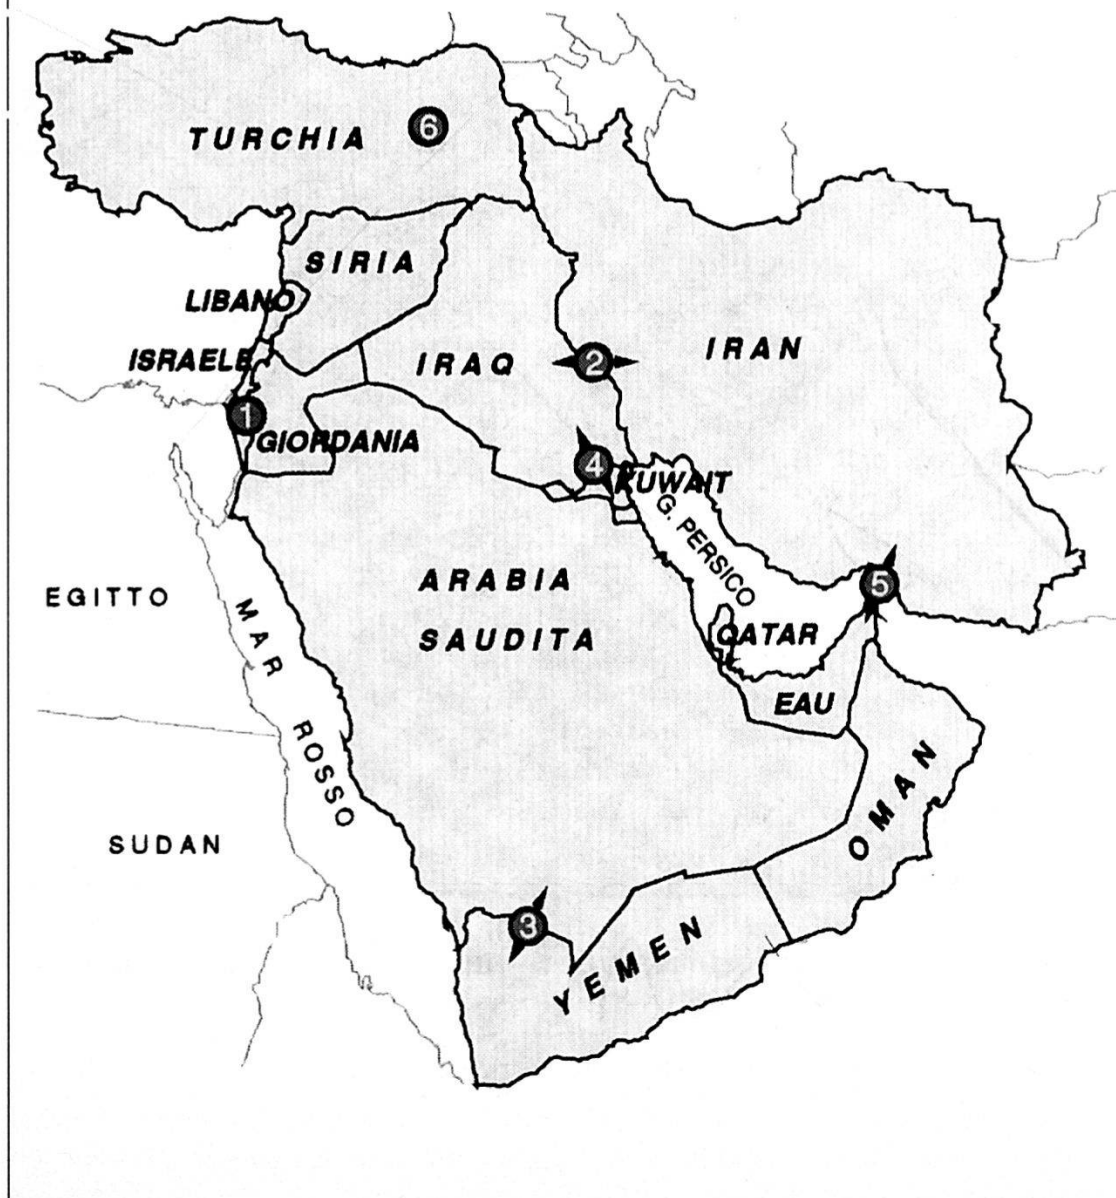 6
TURCHIA
SIRIA
LIBANO
ISRAELE
IRAQ
2
IRAN
1
GIORDANIA
4
KUWAIT
G. PERSICO
ARABIA
SAUDITA
5
EGITTO
MAR ROSSO
QATAR
EAU
OMAN
SUDAN
3
YEMEN